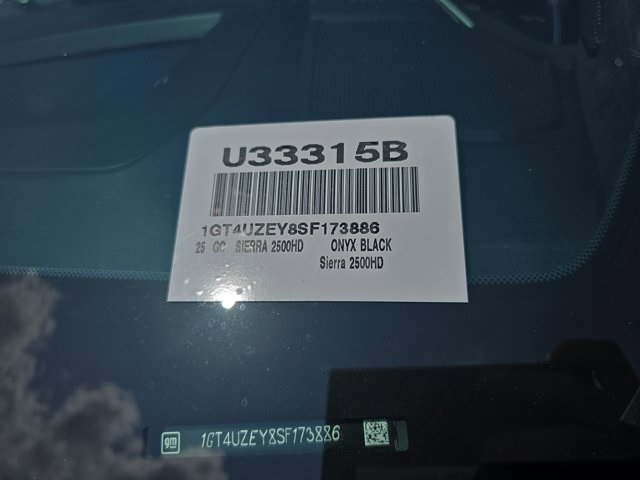 U33315B
1GT4UZEY8SF173886
25 GC SIERRA 2500HD ONYX BLACK
Sierra 2500HD
gm 1GT4UZEY8SF173886